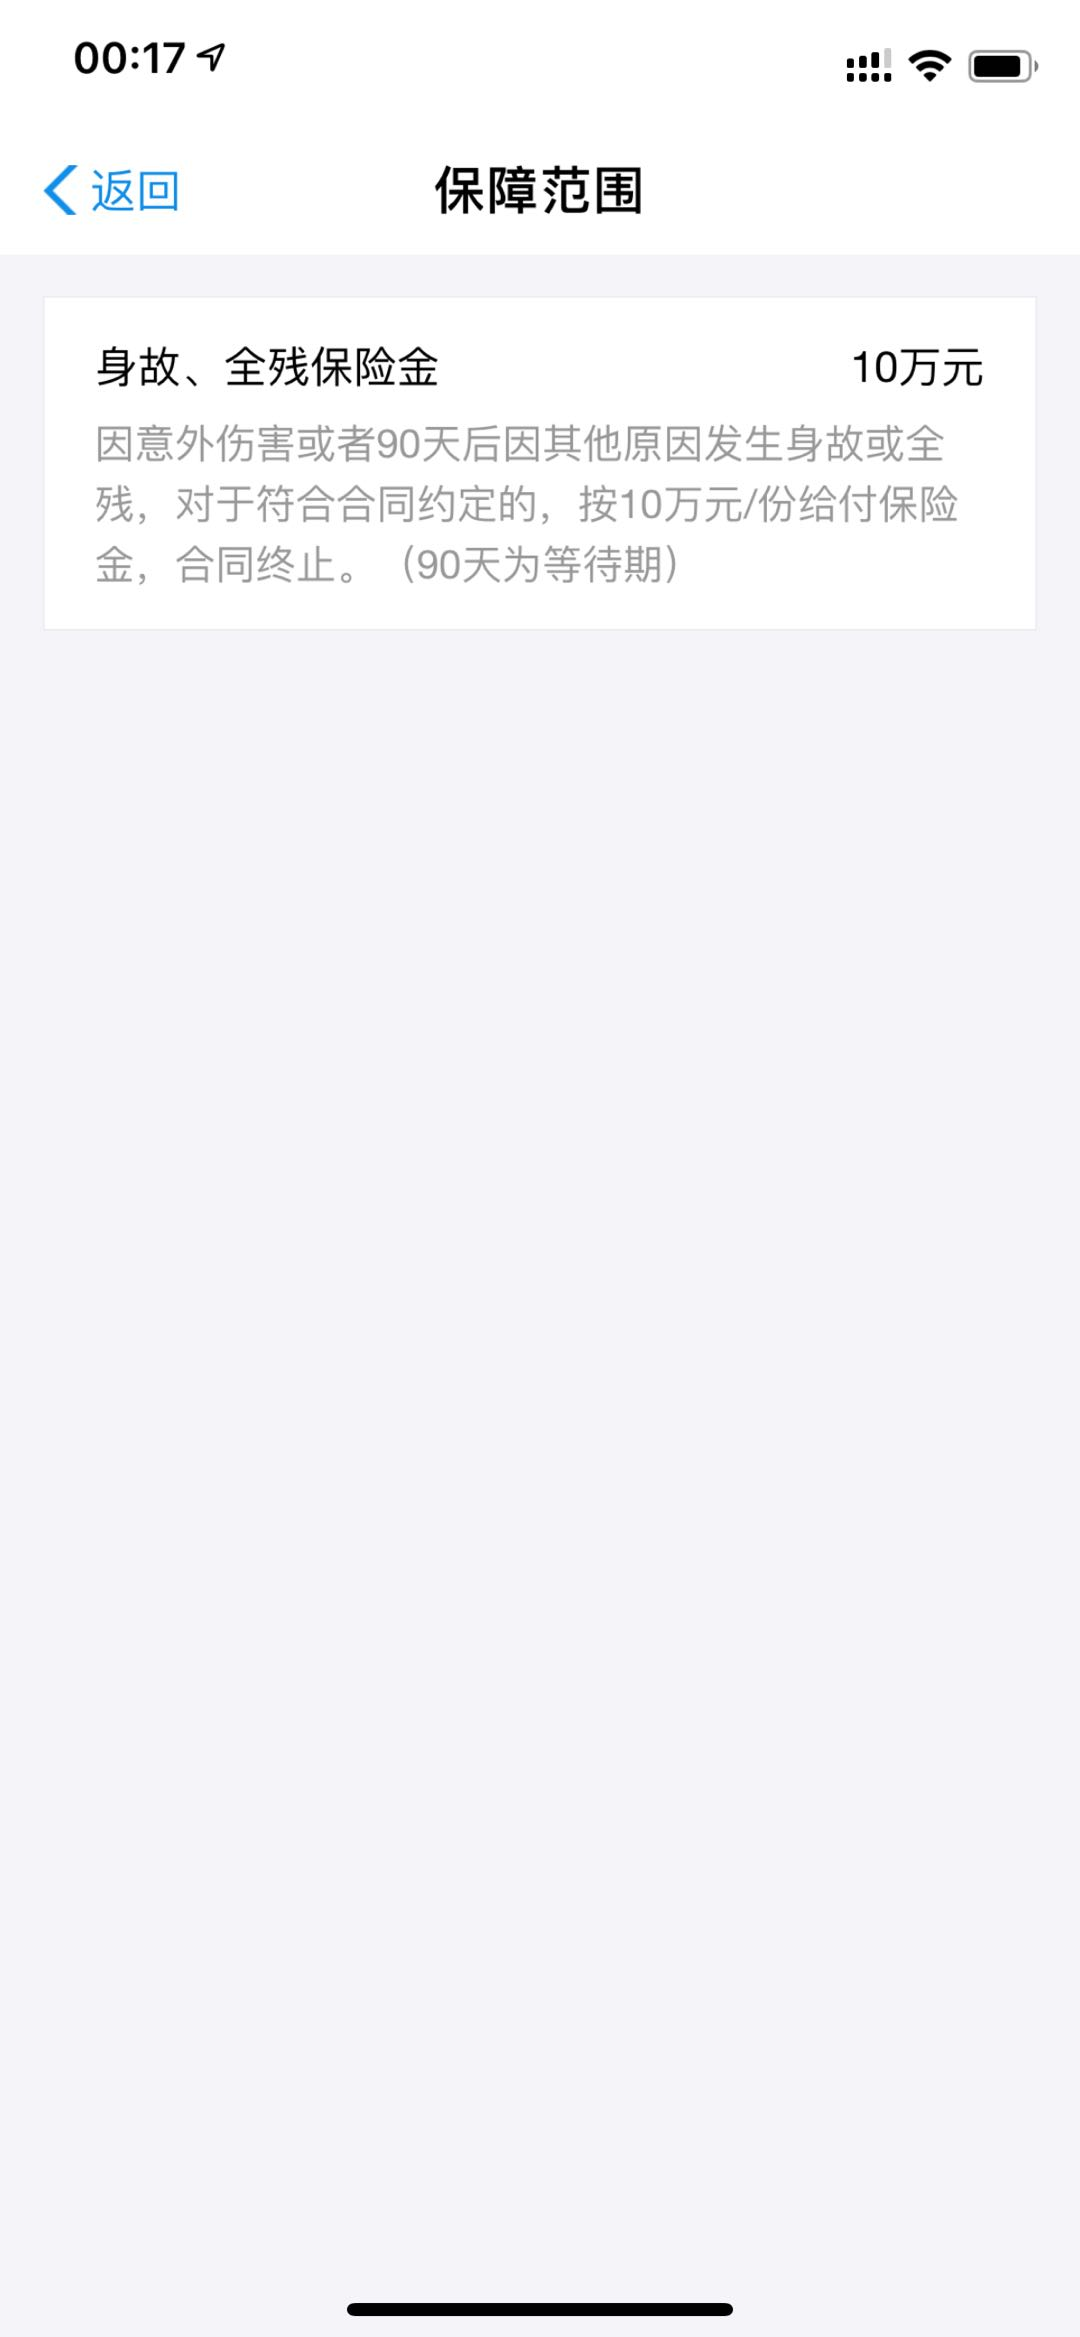 00:17
返回
保障范围
身故、全残保险金 10万元
因意外伤害或者90天后因其他原因发生身故或全
残，对于符合合同约定的，按10万元/份给付保险
金，合同终止。（90天为等待期）